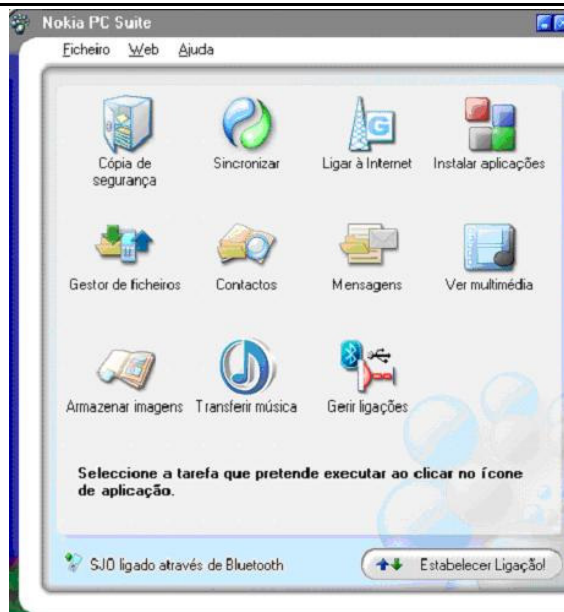 Nokia PC Suite
Ficheiro Web Ajuda
Cópia de segurança
Sincronizar
Ligar à Internet
Instalar aplicações
Gestor de ficheiros
Contactos
Mensagens
Ver multimédia
Armazenar imagens
Transferir música
Gerir ligações
Seleccione a tarefa que pretende executar ao clicar no ícone
de aplicação.
SJO ligado através de Bluetooth
Estabelecer Ligação!